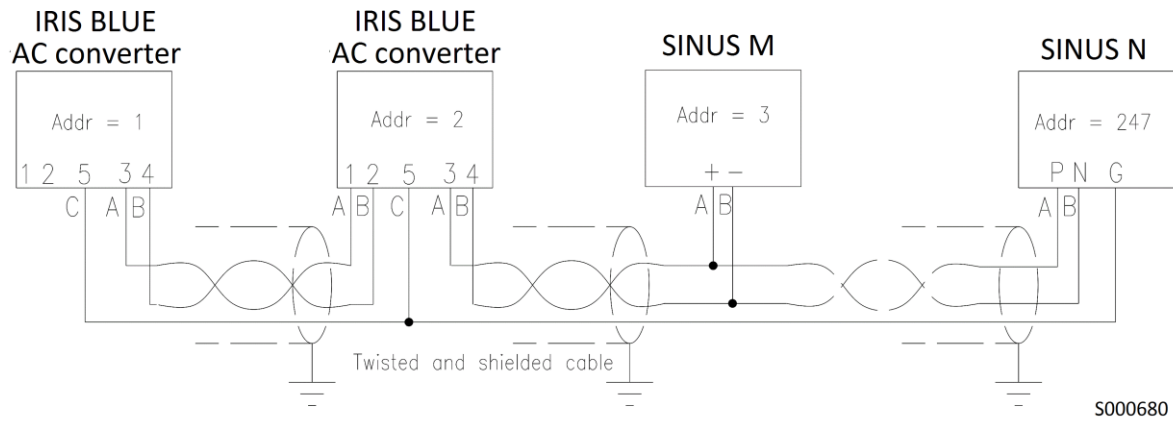 IRIS BLUE
AC converter
IRIS BLUE
AC converter
SINUS M
SINUS N
Addr = 1
Addr = 2
Addr = 3
Addr = 247
1 2 5 3 4
1 2 5 3 4
+ -
P N G
C A B
A B C A B
A B
A B
Twisted and shielded cable
S000680